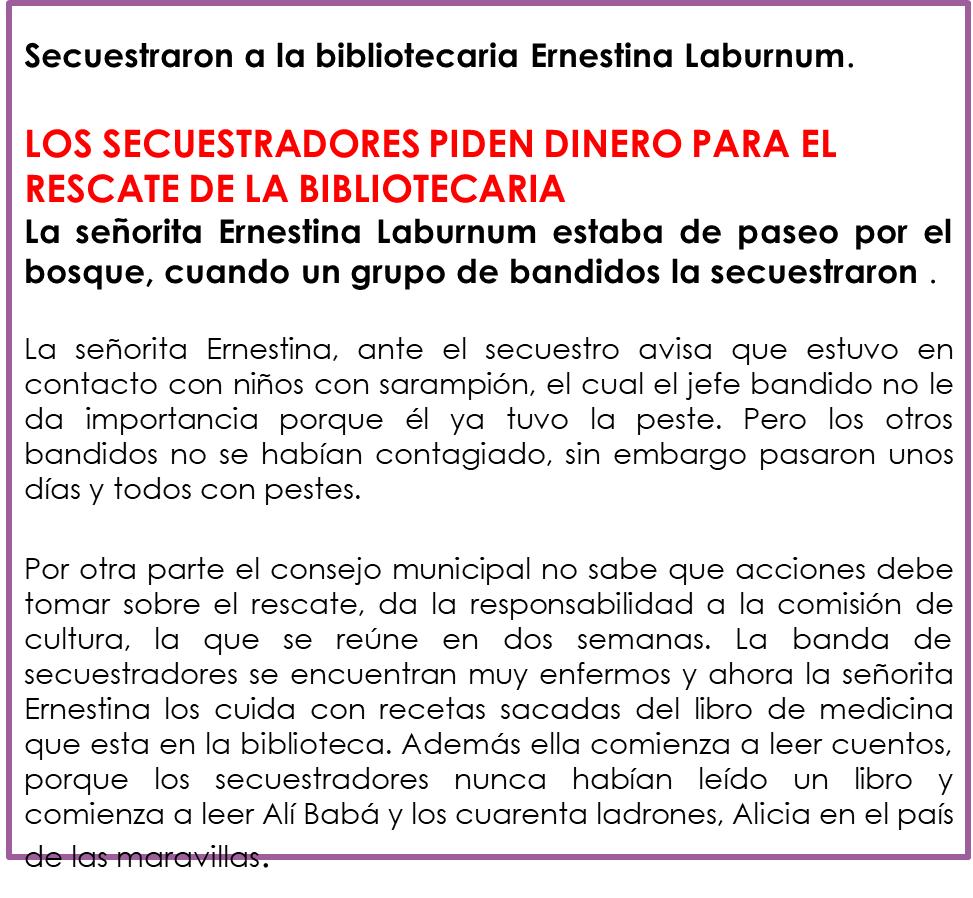 Secuestraron a la bibliotecaria Ernestina Laburnum.
LOS SECUESTRADORES PIDEN DINERO PARA EL
RESCATE DE LA BIBLIOTECARIA
La señorita Ernestina Laburnum estaba de paseo por el
bosque, cuando un grupo de bandidos la secuestraron .
La señorita Ernestina, ante el secuestro avisa que estuvo en
contacto con niños con sarampión, el cual el jefe bandido no le
da importancia porque él ya tuvo la peste. Pero los otros
bandidos no se habían contagiado, sin embargo pasaron unos
días y todos con pestes.
Por otra parte el consejo municipal no sabe que acciones debe
tomar sobre el rescate, da la responsabilidad a la comisión de
cultura, la que se reúne en dos semanas. La banda de
secuestradores se encuentran muy enfermos y ahora la señorita
Ernestina los cuida con recetas sacadas del libro de medicina
que esta en la biblioteca. Además ella comienza a leer cuentos,
porque los secuestradores nunca habían leído un libro y
comienza a leer Alí Babá y los cuarenta ladrones, Alicia en el país
de las maravillas.